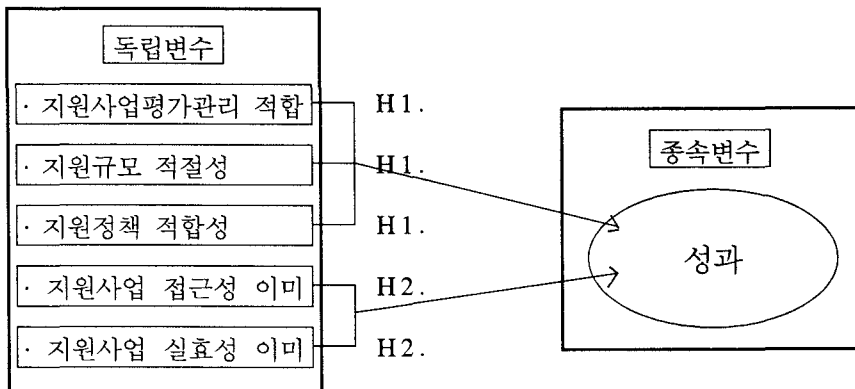 독립변수
· 지원사업평가관리 적합
H1.
· 지원규모 적절성
H1.
· 지원정책 적합성
H1.
· 지원사업 접근성 이미
H2.
· 지원사업 실효성 이미
H2.
종속변수
성과